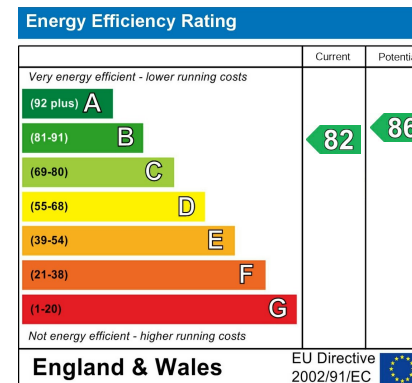 Energy Efficiency Rating
Current Potentia
Very energy efficient - lower running costs
(92 plus) A
(81-91) B
82 86
(69-80) C
(55-68) D
(39-54) E
(21-38) F
(1-20) G
Not energy efficient - higher running costs
England & Wales
EU Directive
2002/91/EC